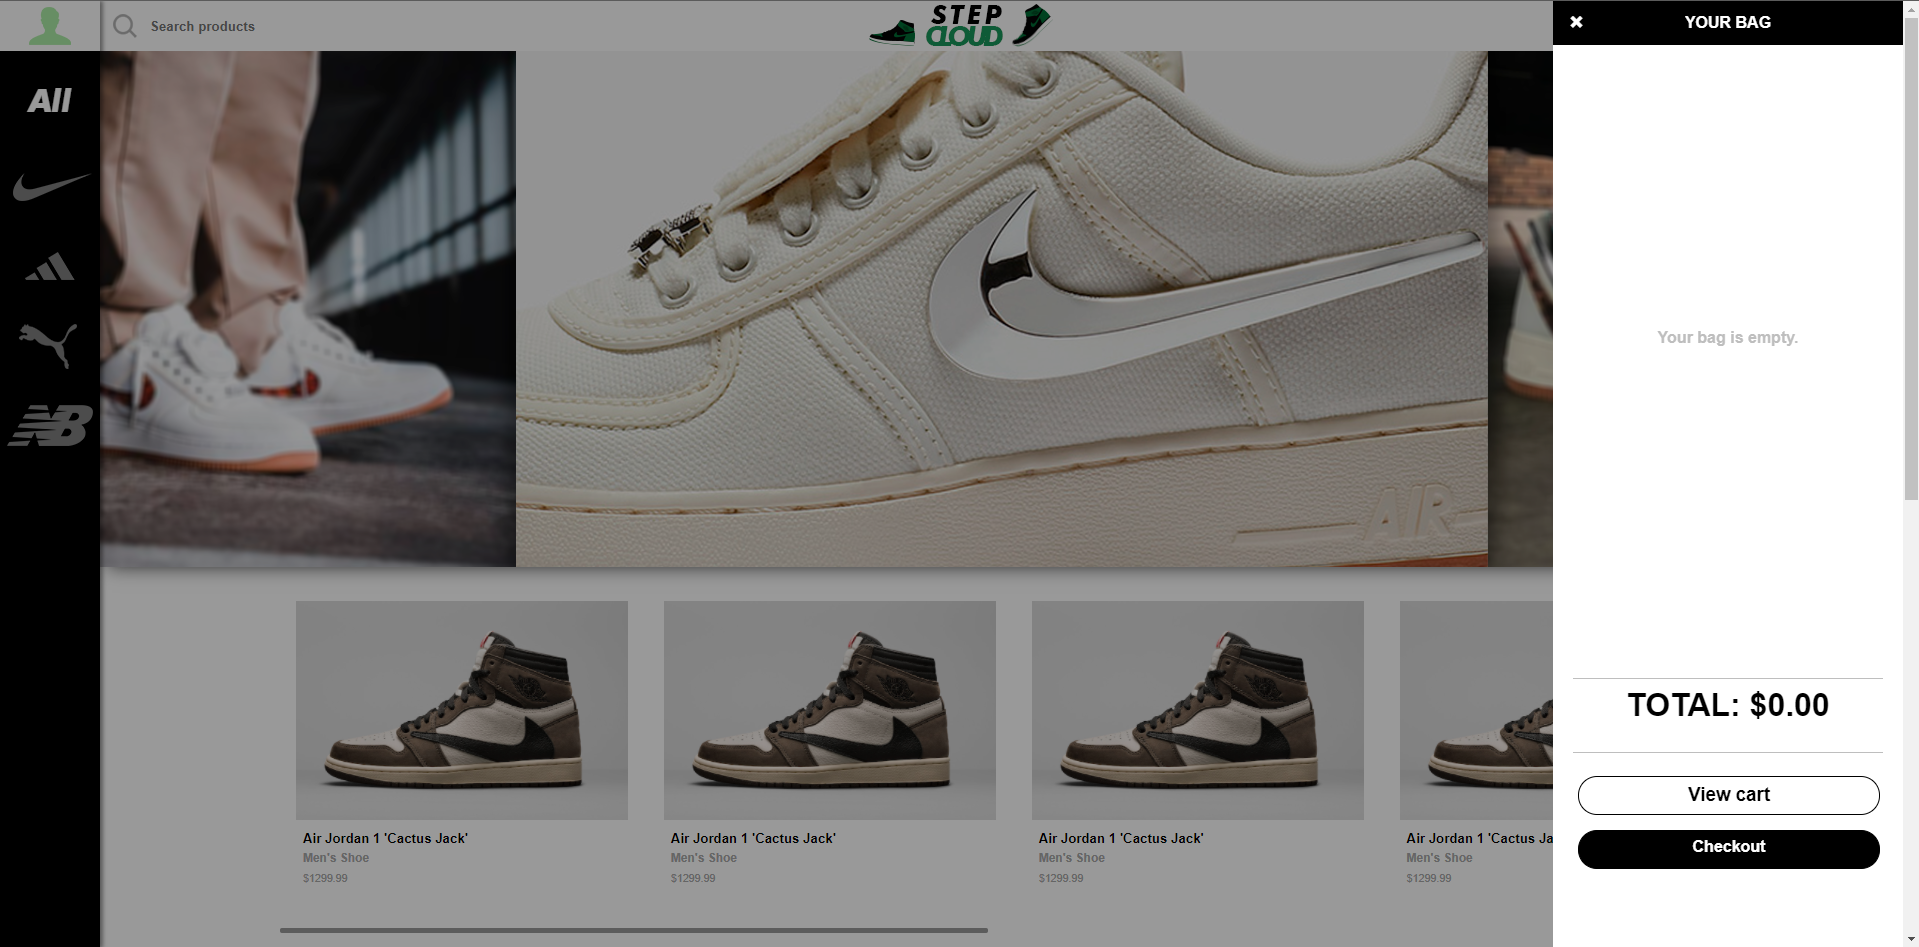 Search products
STEP
CLOUD
YOUR BAG
All
NB
AIR
Your bag is empty.
TOTAL: $0.00
View cart
Checkout
Air Jordan 1 'Cactus Jack'
Men's Shoe
$1299.99
Air Jordan 1 'Cactus Jack'
Men's Shoe
$1299.99
Air Jordan 1 'Cactus Jack'
Men's Shoe
$1299.99
Air Jordan 1 'Cactus Ja
Men's Shoe
$1299.99